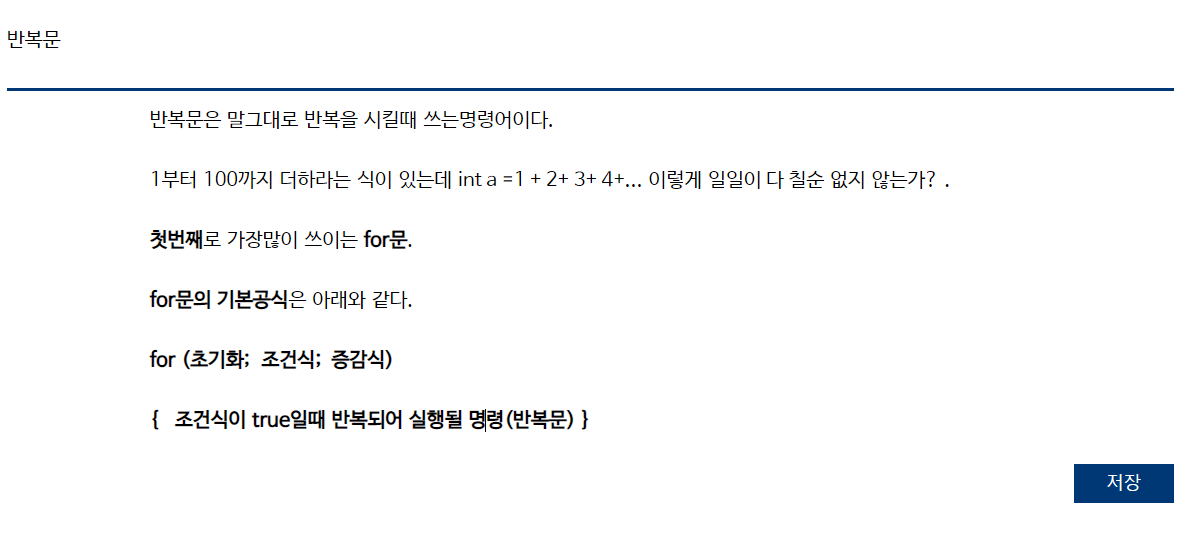 반복문
반복문은 말그대로 반복을 시킬때 쓰는명령어이다.
1부터 100까지 더하라는 식이 있는데 int a =1 + 2+ 3+ 4+... 이렇게 일일이 다 칠순 없지 않는가? .
첫번째로 가장많이 쓰이는 for문.
for문의 기본공식은 아래와 같다.
for (초기화; 조건식; 증감식)
{ 조건식이 true일때 반복되어 실행될 명령(반복문) }
저장